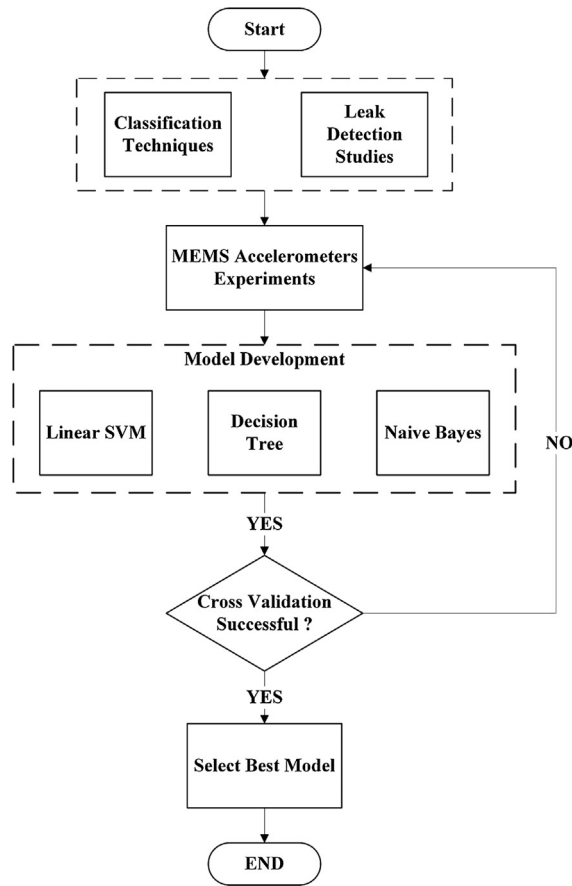 Start
Classification
Techniques
Leak
Detection
Studies
MEMS Accelerometers
Experiments
Model Development
Linear SVM
Decision
Tree
Naive Bayes
NO
YES
Cross Validation
Successful ?
YES
Select Best Model
END